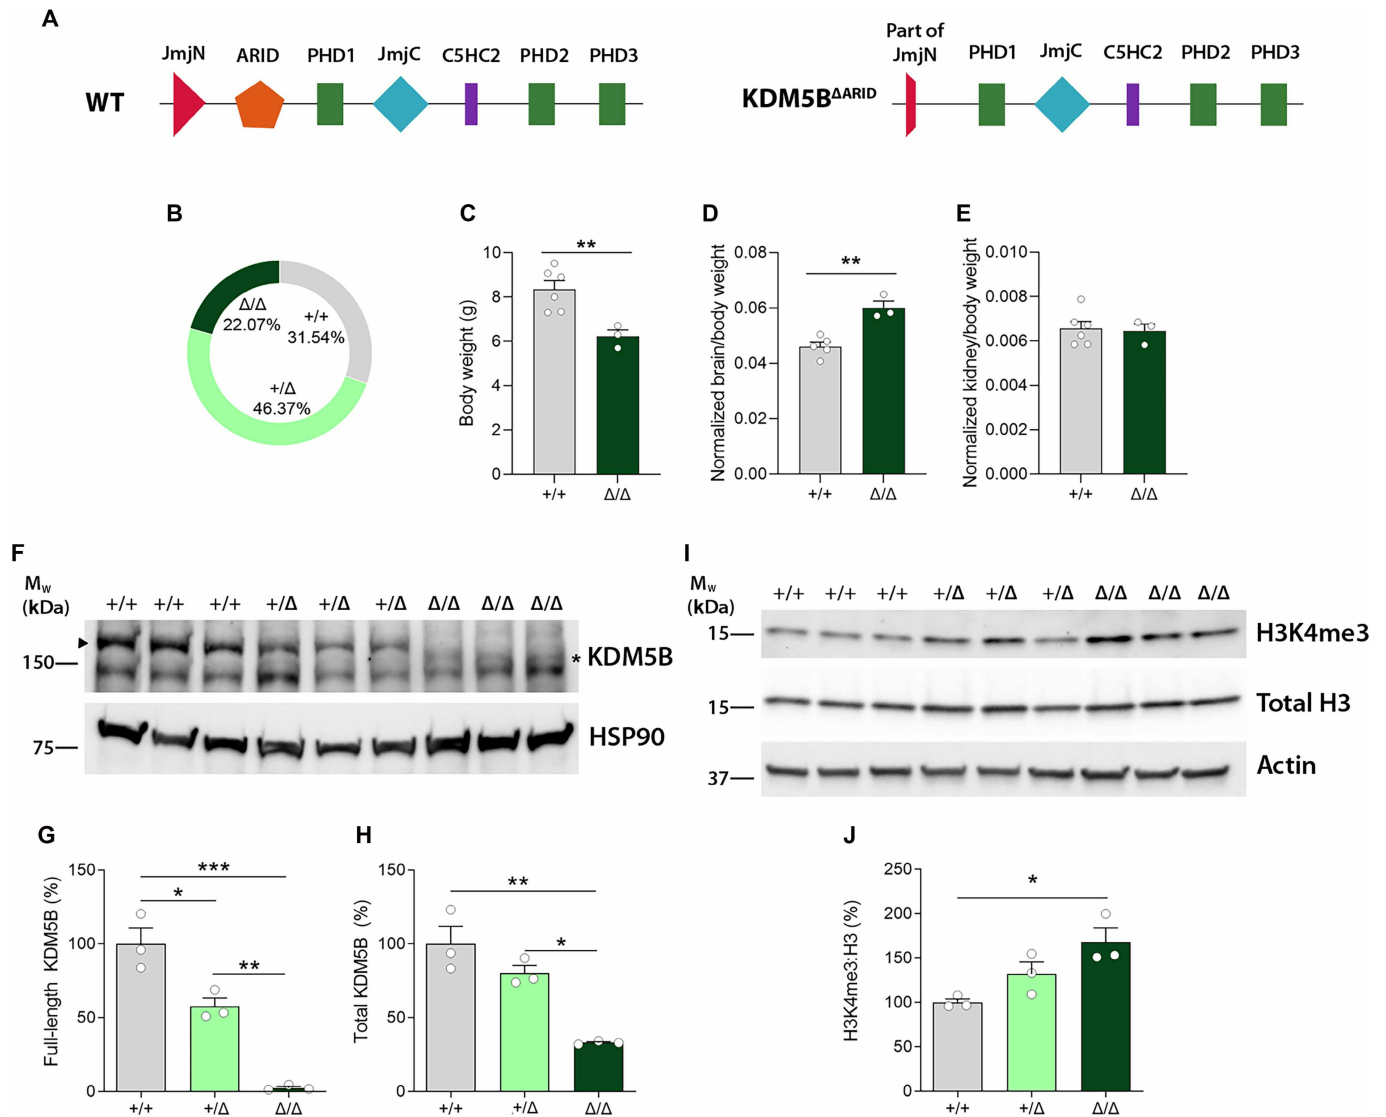 A
JmjN ARID PHD1 JmjC C5HC2 PHD2 PHD3
WT
Part of
JmjN PHD1 JmjC C5HC2 PHD2 PHD3
KDM5BΔARID
B
Δ/Δ
22.07%
+/+
31.54%
+/Δ
46.37%
C
Body weight (g)
10
8
6
4
2
0
**
+/+ Δ/Δ
D
Normalized brain/body weight
0.08
0.06
0.04
0.02
0.00
**
+/+ Δ/Δ
E
Normalized kidney/body weight
0.010
0.008
0.006
0.004
0.002
0.000
+/+ Δ/Δ
F
Mw
(kDa)
+/+ +/+ +/+ +/Δ +/Δ +/Δ Δ/Δ Δ/Δ Δ/Δ
150
* KDM5B
75
HSP90
I
Mw
(kDa)
+/+ +/+ +/+ +/Δ +/Δ +/Δ Δ/Δ Δ/Δ Δ/Δ
15 H3K4me3
15 Total H3
37 Actin
G
Full-length KDM5B (%)
150
100
50
0
***
*
**
+/+ +/Δ Δ/Δ
H
Total KDM5B (%)
150
100
50
0
**
*
+/+ +/Δ Δ/Δ
J
H3K4me3:H3 (%)
250
200
150
100
50
0
*
+/+ +/Δ Δ/Δ